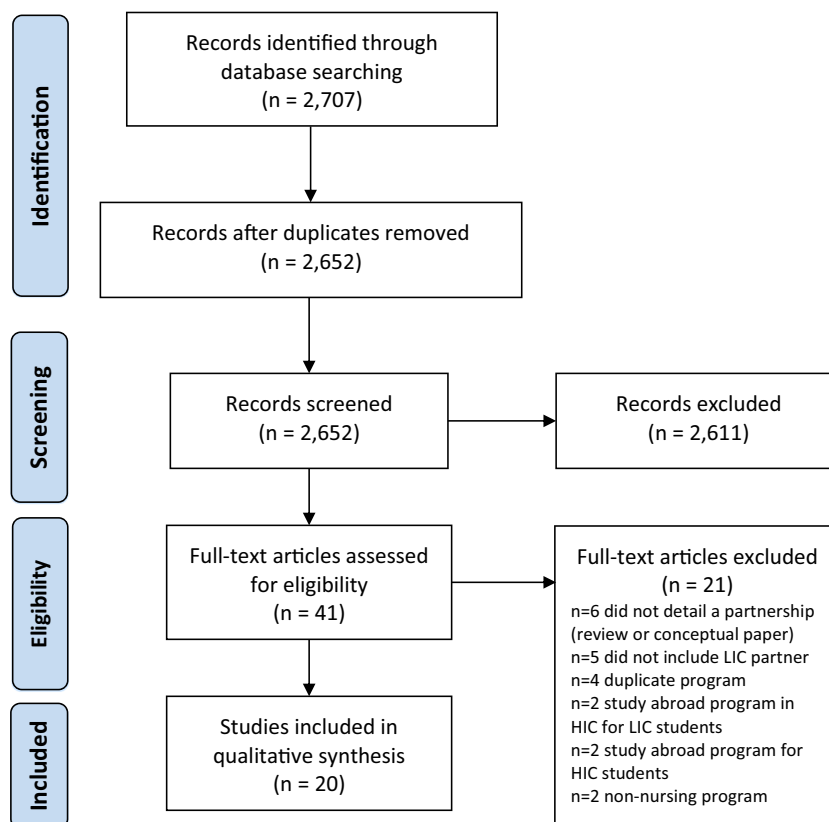 Identification
Records identified through
database searching
(n = 2,707)
Records after duplicates removed
(n = 2,652)
Screening
Records screened
(n = 2,652)
Records excluded
(n = 2,611)
Eligibility
Full-text articles assessed
for eligibility
(n = 41)
Full-text articles excluded
(n = 21)
n=6 did not detail a partnership
(review or conceptual paper)
n=5 did not include LIC partner
n=4 duplicate program
n=2 study abroad program in
HIC for LIC students
n=2 study abroad program for
HIC students
n=2 non-nursing program
Included
Studies included in
qualitative synthesis
(n = 20)